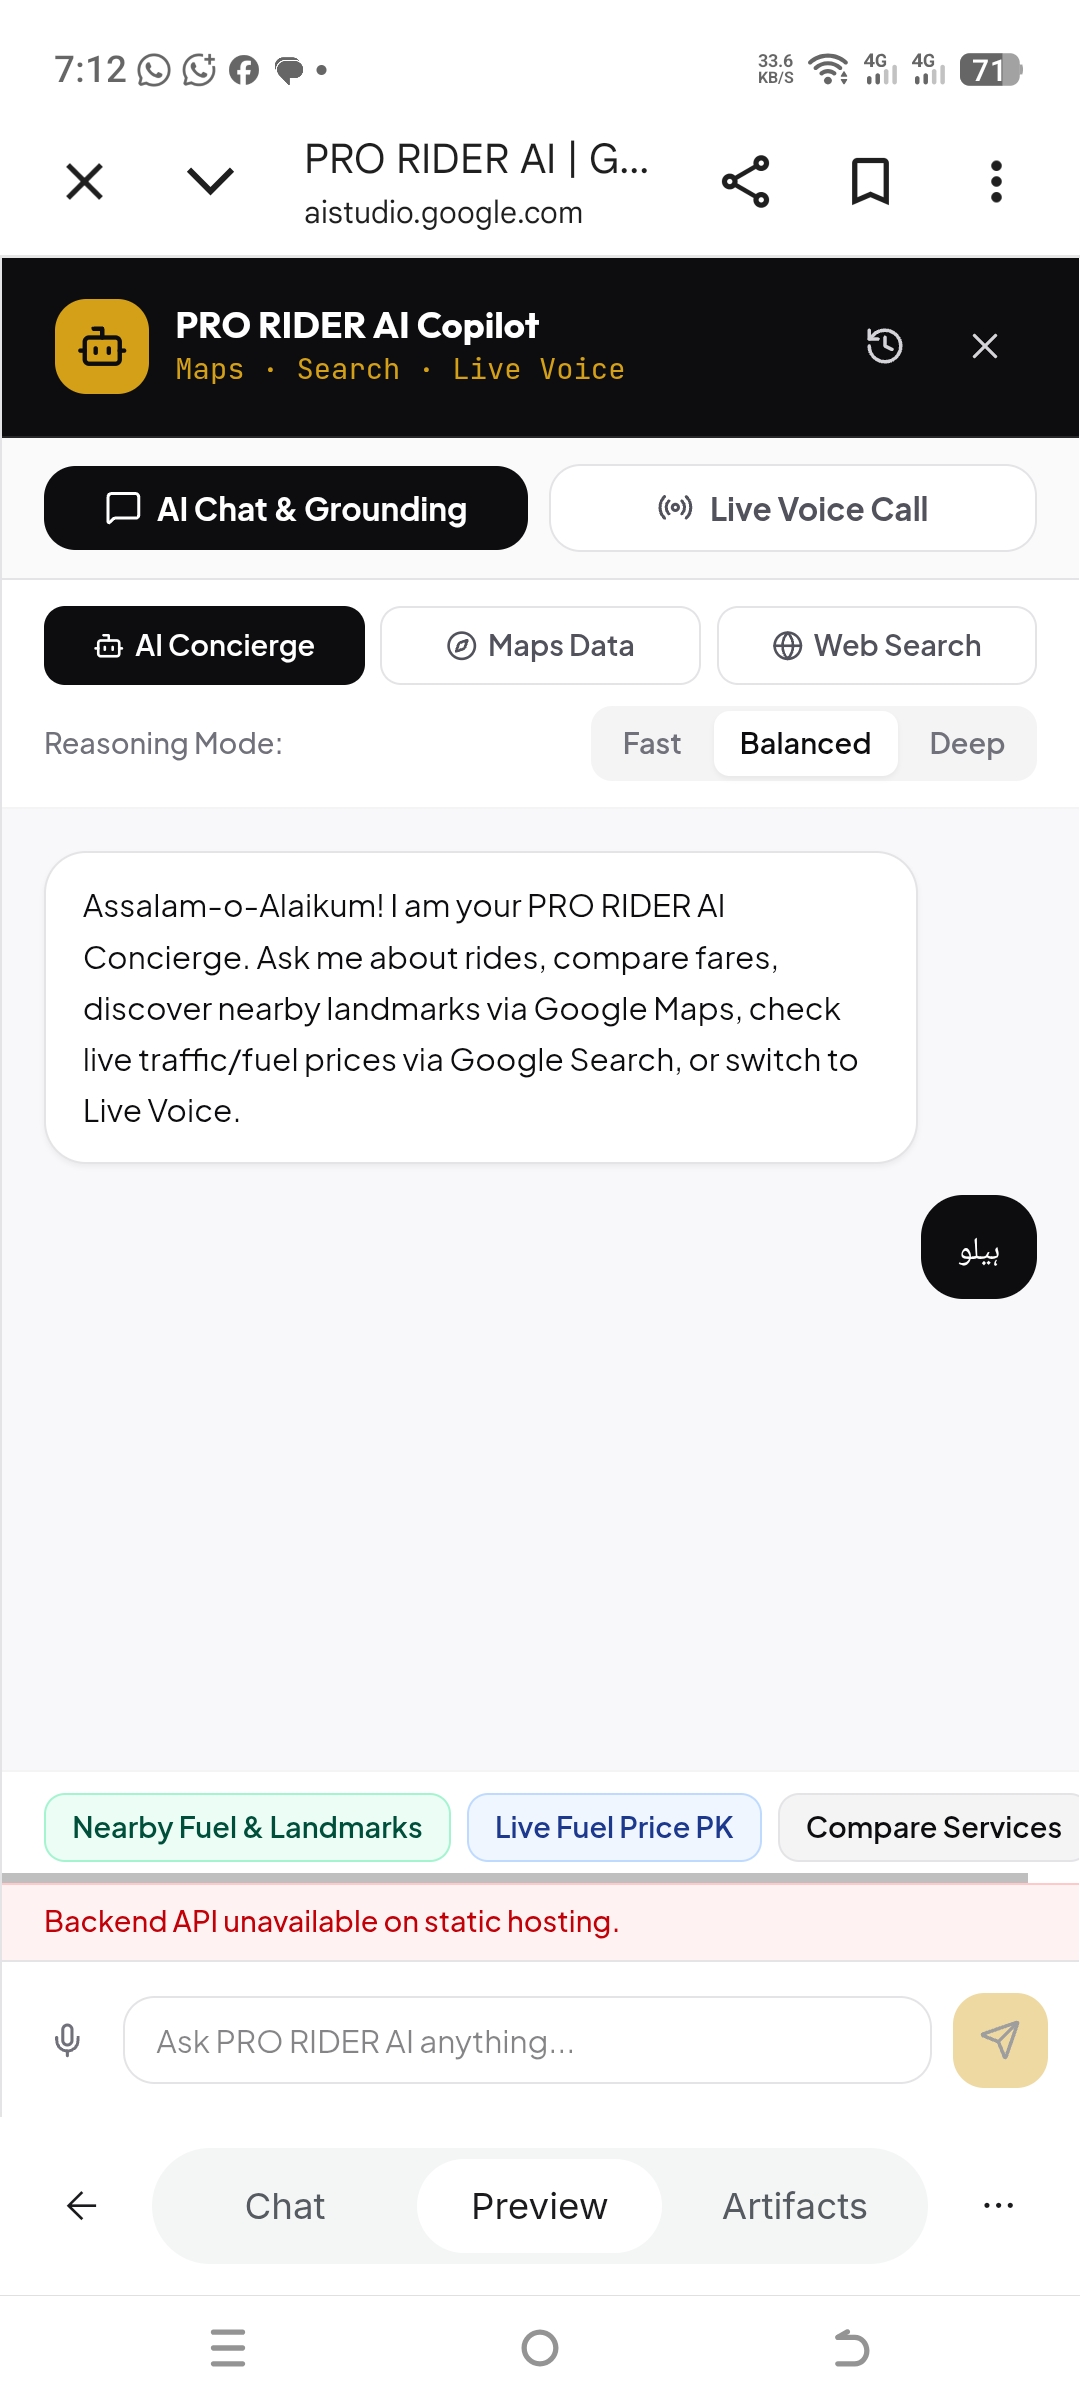 7:12
33.6 KB/S 4G 4G 71
PRO RIDER AI | G...
aistudio.google.com
PRO RIDER AI Copilot
Maps · Search · Live Voice
AI Chat & Grounding Live Voice Call
AI Concierge Maps Data Web Search
Reasoning Mode: Fast Balanced Deep
Assalam-o-Alaikum! I am your PRO RIDER AI
Concierge. Ask me about rides, compare fares,
discover nearby landmarks via Google Maps, check
live traffic/fuel prices via Google Search, or switch to
Live Voice.
ہیلو
Nearby Fuel & Landmarks Live Fuel Price PK Compare Services
Backend API unavailable on static hosting.
Ask PRO RIDER AI anything...
Chat Preview Artifacts